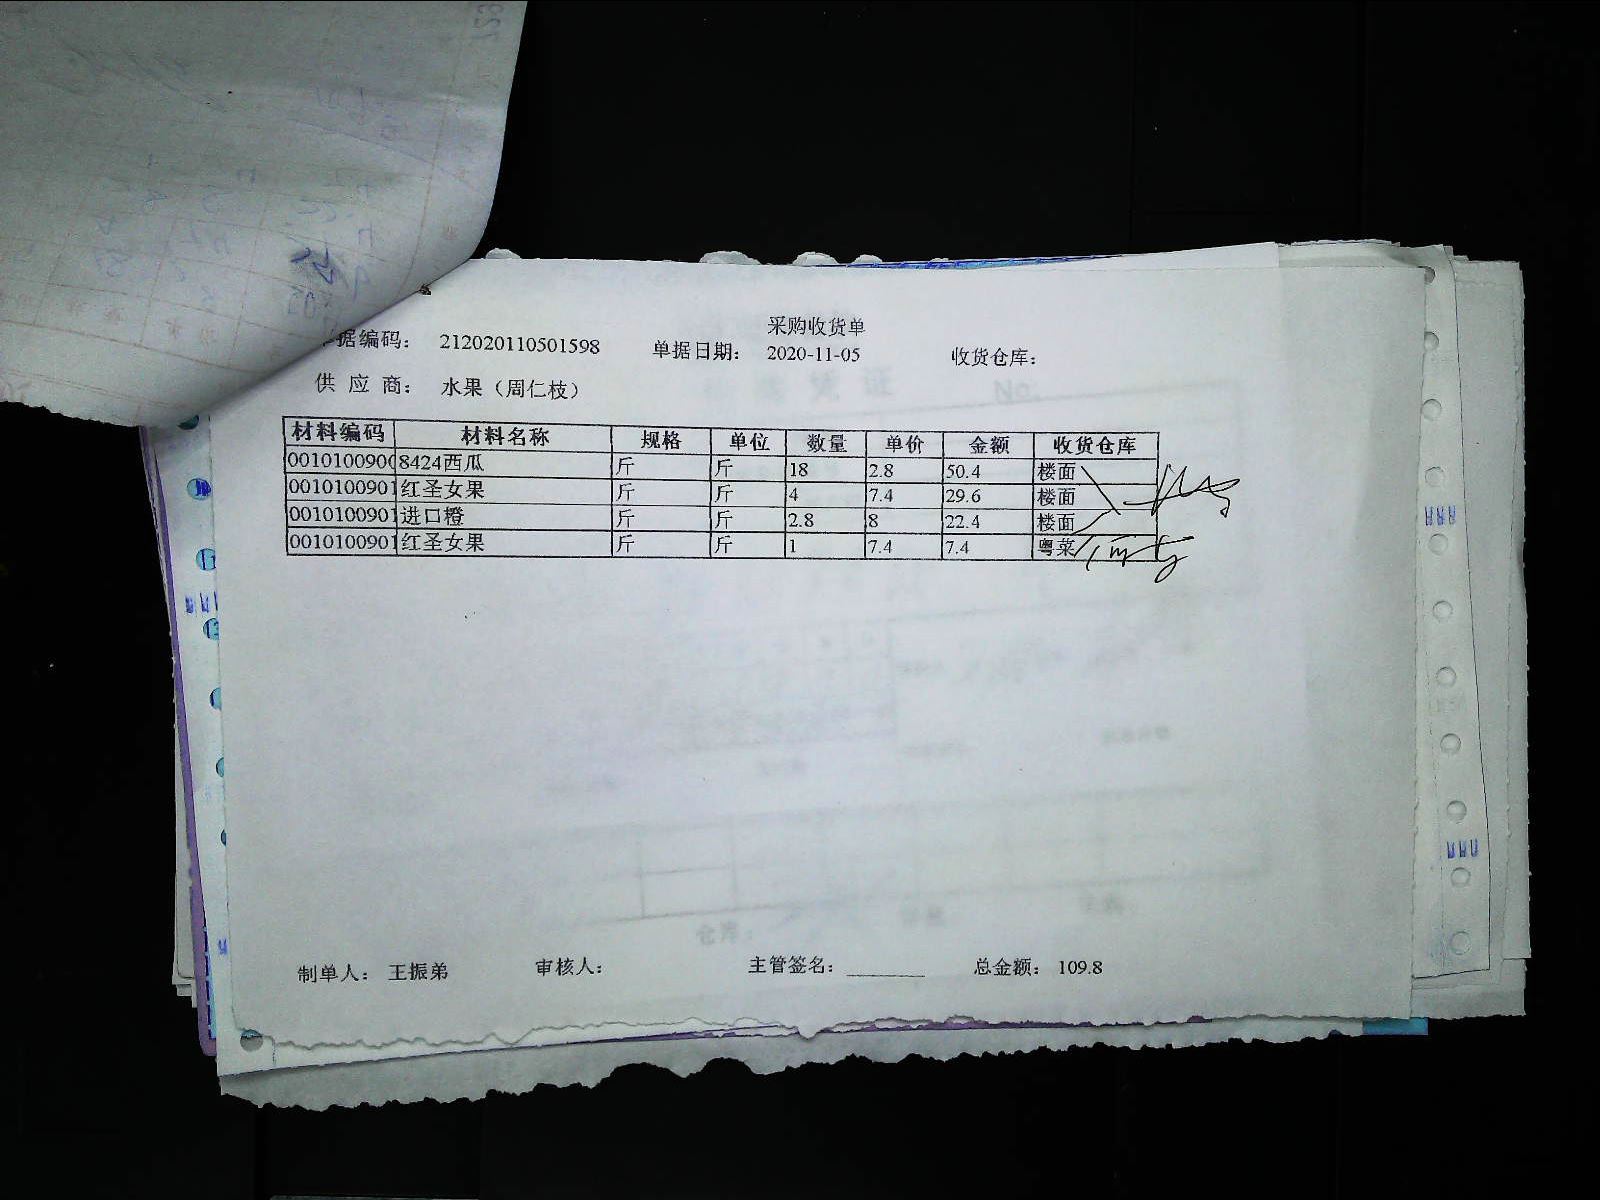 采购收货单
据编码： 212020110501598 单据日期： 2020-11-05 收货仓库：
供 应 商： 水果（周仁枝）
材料编码 材料名称 规格 单位 数量 单价 金额 收货仓库
0010100900 8424西瓜 斤 斤 18 2.8 50.4 楼面
0010100901 红圣女果 斤 斤 4 7.4 29.6 楼面
0010100901 进口橙 斤 斤 2.8 8 22.4 楼面
0010100901 红圣女果 斤 斤 1 7.4 7.4 粤菜
制单人： 王振弟 审核人： 主管签名： 总金额： 109.8